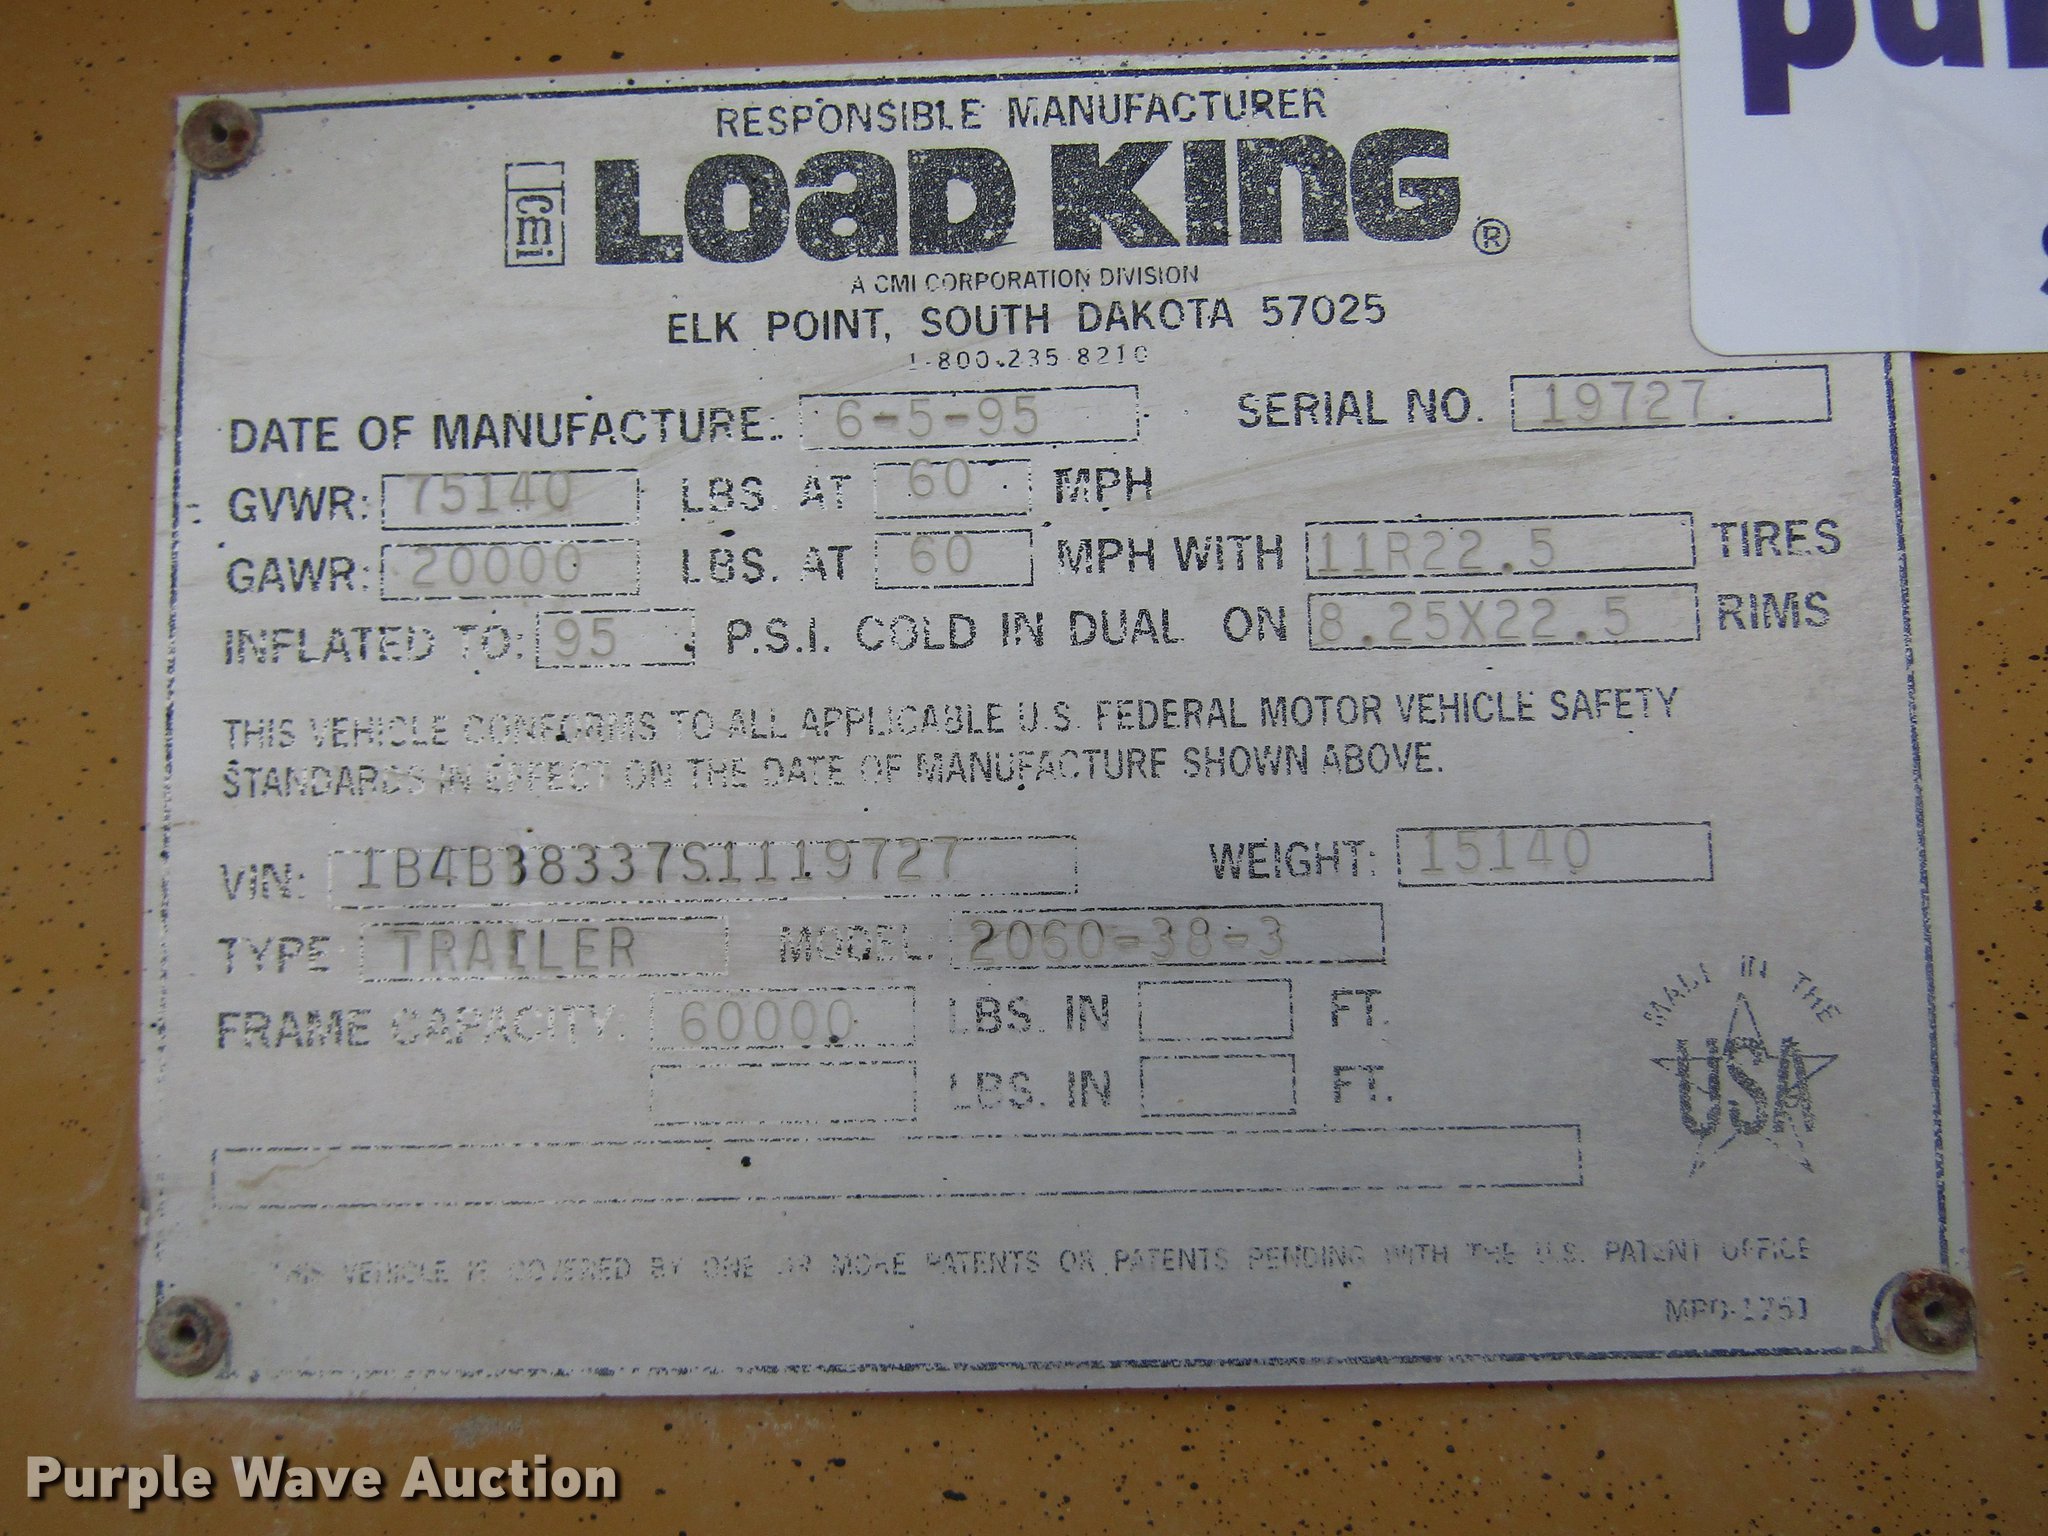 pur
S
RESPONSIBLE MANUFACTURER
cmi LOAD KING ®
A CMI CORPORATION DIVISION
ELK POINT, SOUTH DAKOTA 57025
1-800-235-8210
DATE OF MANUFACTURE: 6-5-95 SERIAL NO. 19727.
GVWR: 75140 LBS. AT 60 MPH
GAWR: 20000 LBS. AT 60 MPH WITH 11R22.5 TIRES
INFLATED TO: 95 P.S.I. COLD IN DUAL ON 8.25X22.5 RIMS
THIS VEHICLE CONFORMS TO ALL APPLICABLE U.S. FEDERAL MOTOR VEHICLE SAFETY
STANDARDS IN EFFECT ON THE DATE OF MANUFACTURE SHOWN ABOVE.
VIN: 1B4B38337S1119727 WEIGHT: 15140
TYPE: TRAILER MODEL: 2060-38-3
FRAME CAPACITY: 60000 LBS. IN FT.
LBS. IN FT.
MADE IN THE
USA
THIS VEHICLE IS COVERED BY ONE OR MORE PATENTS OR PATENTS PENDING WITH THE U.S. PATENT OFFICE
Purple Wave Auction